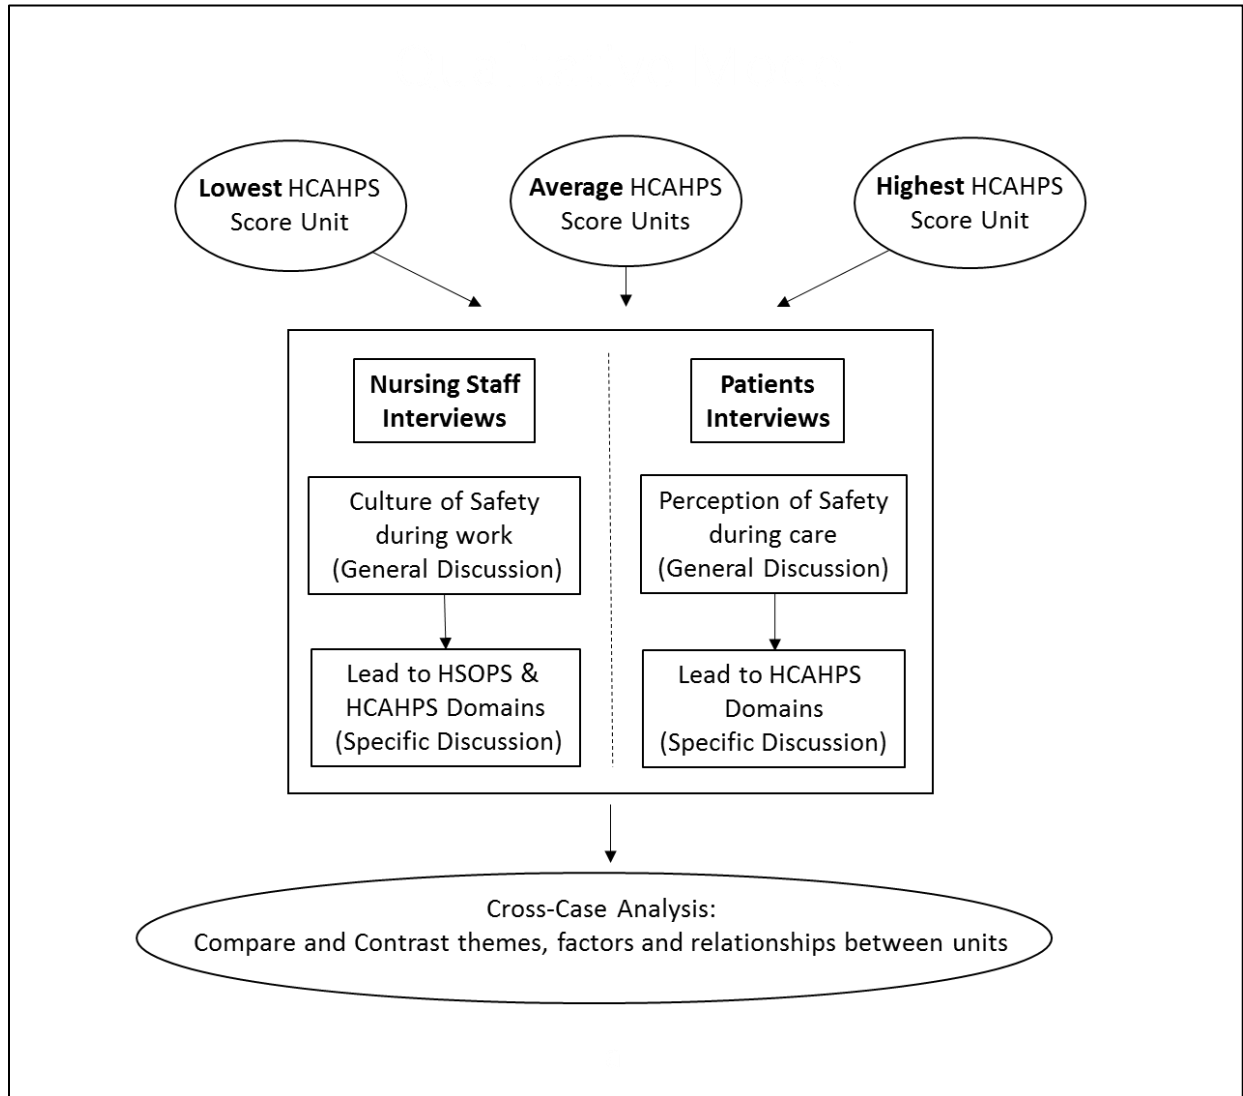 Lowest HCAHPS
Score Unit
Average HCAHPS
Score Units
Highest HCAHPS
Score Unit
Nursing Staff
Interviews
Patients
Interviews
Culture of Safety
during work
(General Discussion)
Perception of Safety
during care
(General Discussion)
Lead to HSOPS &
HCAHPS Domains
(Specific Discussion)
Lead to HCAHPS
Domains
(Specific Discussion)
Cross-Case Analysis:
Compare and Contrast themes, factors and relationships between units